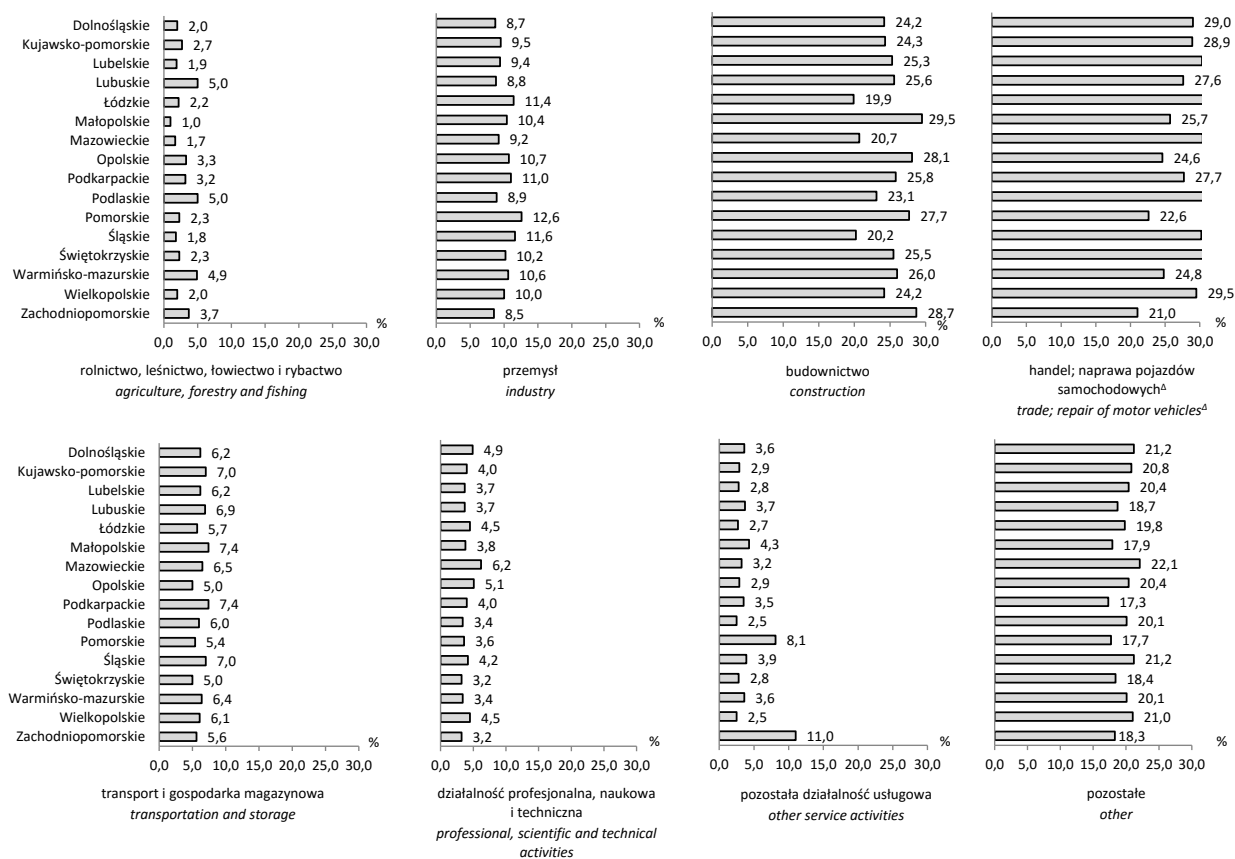 Dolnośląskie 2,0 8,7 24,2 29,0
Kujawsko-pomorskie 2,7 9,5 24,3 28,9
Lubelskie 1,9 9,4 25,3
Lubuskie 5,0 8,8 25,6 27,6
Łódzkie 2,2 11,4 19,9
Małopolskie 1,0 10,4 29,5 25,7
Mazowieckie 1,7 9,2 20,7
Opolskie 3,3 10,7 28,1 24,6
Podkarpackie 3,2 11,0 25,8 27,7
Podlaskie 5,0 8,9 23,1
Pomorskie 2,3 12,6 27,7 22,6
Śląskie 1,8 11,6 20,2
Świętokrzyskie 2,3 10,2 25,5
Warmińsko-mazurskie 4,9 10,6 26,0 24,8
Wielkopolskie 2,0 10,0 24,2 29,5
Zachodniopomorskie 3,7 8,5 28,7 21,0
% % % %
0,0 5,0 10,0 15,0 20,0 25,0 30,0 0,0 5,0 10,0 15,0 20,0 25,0 30,0 0,0 5,0 10,0 15,0 20,0 25,0 30,0 0,0 5,0 10,0 15,0 20,0 25,0 30,0
rolnictwo, leśnictwo, łowiectwo i rybactwo
agriculture, forestry and fishing
przemysł
industry
budownictwo
construction
handel; naprawa pojazdów
samochodowych^Δ
trade; repair of motor vehicles^Δ
Dolnośląskie 6,2 4,9 3,6 21,2
Kujawsko-pomorskie 7,0 4,0 2,9 20,8
Lubelskie 6,2 3,7 2,8 20,4
Lubuskie 6,9 3,7 3,7 18,7
Łódzkie 5,7 4,5 2,7 19,8
Małopolskie 7,4 3,8 4,3 17,9
Mazowieckie 6,5 6,2 3,2 22,1
Opolskie 5,0 5,1 2,9 20,4
Podkarpackie 7,4 4,0 3,5 17,3
Podlaskie 6,0 3,4 2,5 20,1
Pomorskie 5,4 3,6 8,1 17,7
Śląskie 7,0 4,2 3,9 21,2
Świętokrzyskie 5,0 3,2 2,8 18,4
Warmińsko-mazurskie 6,4 3,4 3,6 20,1
Wielkopolskie 6,1 4,5 2,5 21,0
Zachodniopomorskie 5,6 3,2 11,0 18,3
% % % %
0,0 5,0 10,0 15,0 20,0 25,0 30,0 0,0 5,0 10,0 15,0 20,0 25,0 30,0 0,0 5,0 10,0 15,0 20,0 25,0 30,0 0,0 5,0 10,0 15,0 20,0 25,0 30,0
transport i gospodarka magazynowa
transportation and storage
działalność profesjonalna, naukowa
i techniczna
professional, scientific and technical
activities
pozostała działalność usługowa
other service activities
pozostałe
other